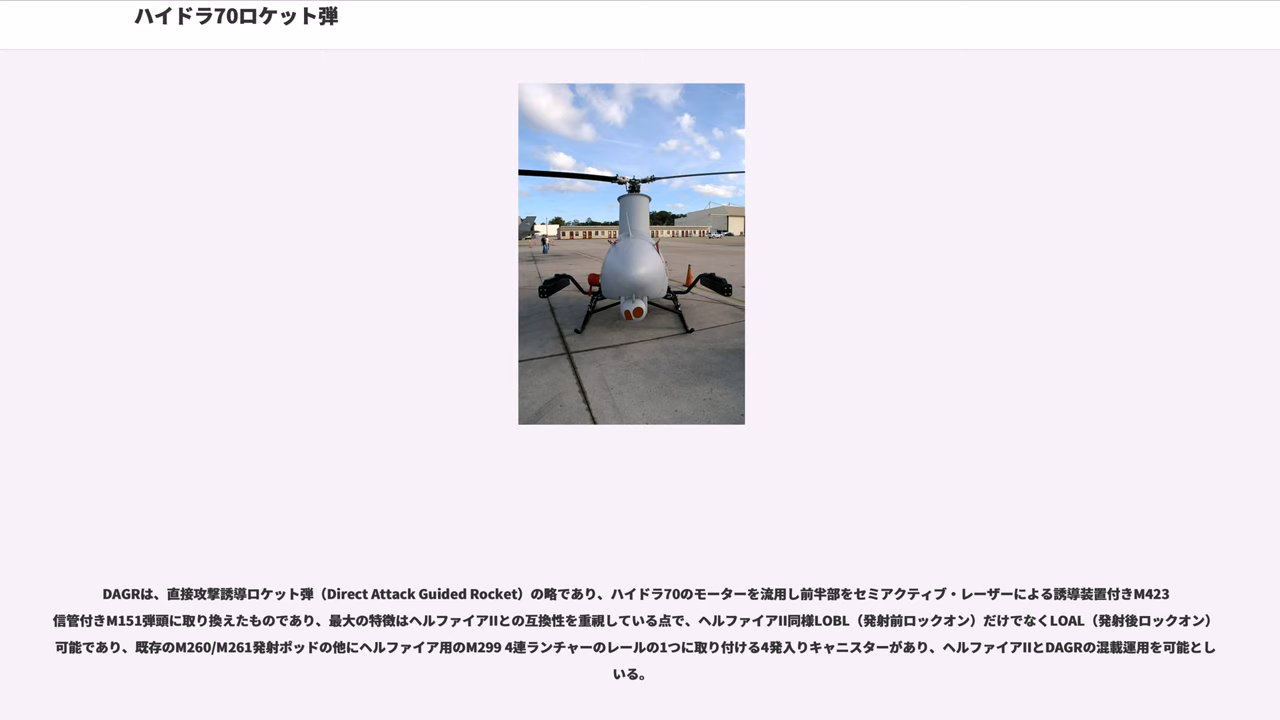 ハイドラ70ロケット弾
DAGRは、直接攻撃誘導ロケット弾（Direct Attack Guided Rocket）の略であり、ハイドラ70のモーターを流用し前半部をセミアクティブ・レーザーによる誘導装置付きM423
信管付きM151弾頭に取り換えたものであり、最大の特徴はヘルファイアIIとの互換性を重視している点で、ヘルファイアII同様LOBL（発射前ロックオン）だけでなくLOAL（発射後ロックオン）
可能であり、既存のM260/M261発射ポッドの他にヘルファイア用のM299 4連ランチャーのレールの1つに取り付ける4発入りキャニスターがあり、ヘルファイアIIとDAGRの混載運用を可能とし
いる。